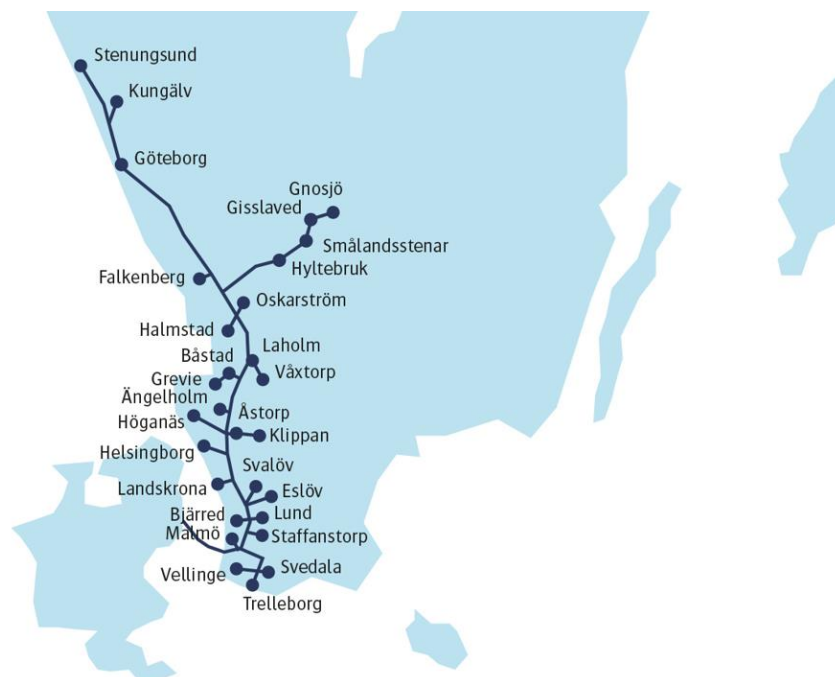 Stenungsund
Kungälv
Göteborg
Gnosjö
Gisslaved
Smålandsstenar
Hyltebruk
Falkenberg
Oskarström
Halmstad
Laholm
Båstad
Våxtorp
Grevie
Ängelholm
Åstorp
Höganäs
Klippan
Helsingborg
Svalöv
Landskrona
Eslöv
Bjärred
Lund
Malmö
Staffanstorp
Vellinge
Svedala
Trelleborg